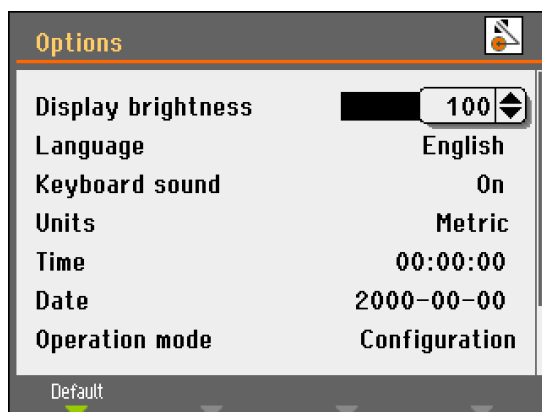 Options
Display brightness 100
Language English
Keyboard sound On
Units Metric
Time 00:00:00
Date 2000-00-00
Operation mode Configuration
Default